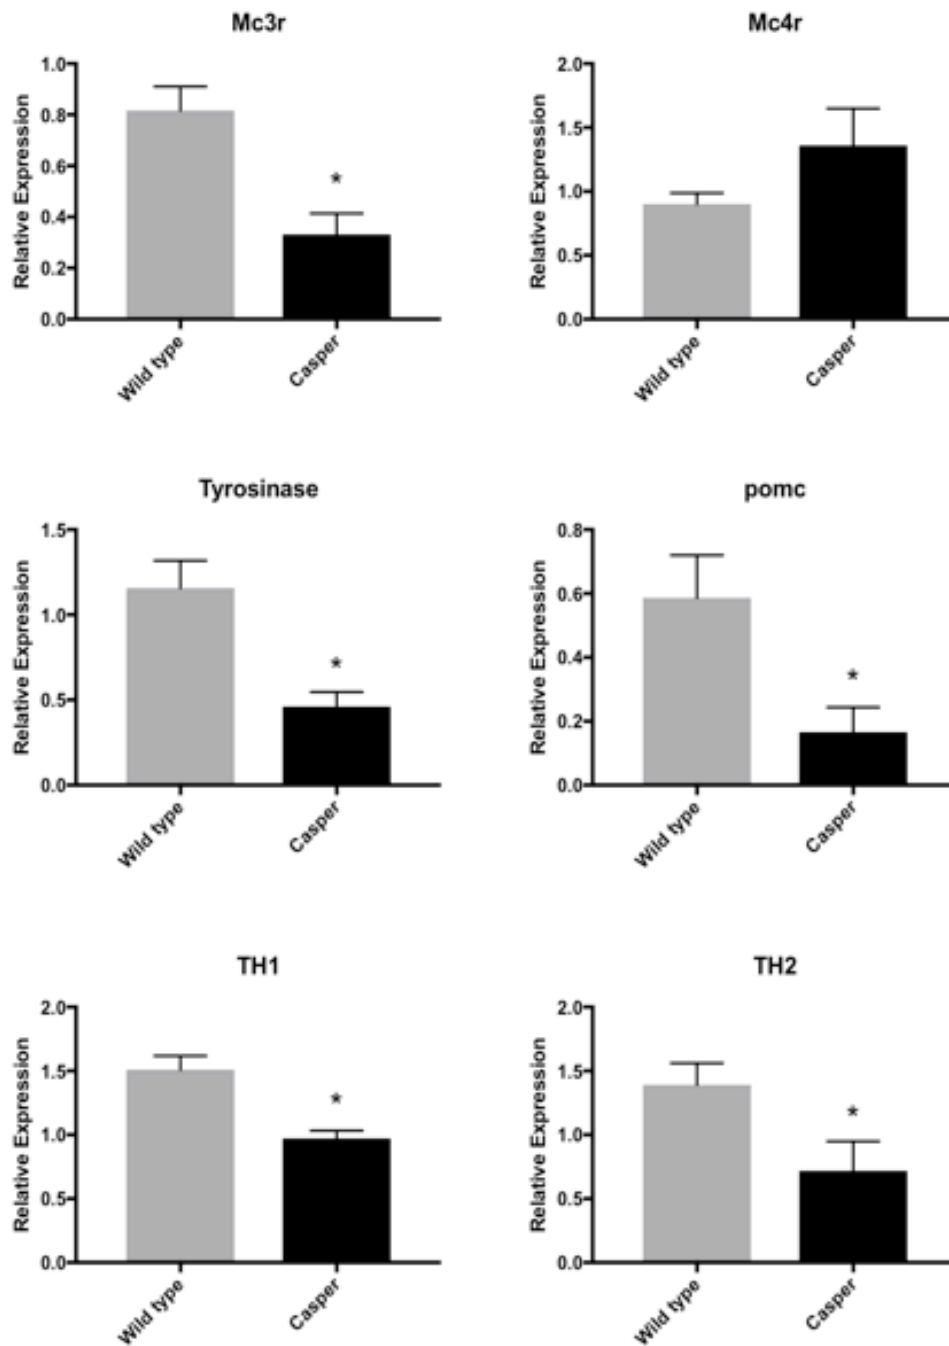 Mc3r
Relative Expression
1.0
0.8
0.6
0.4
0.2
0.0
*
Wild type
Casper
Mc4r
Relative Expression
2.0
1.5
1.0
0.5
0.0
Wild type
Casper
Tyrosinase
Relative Expression
1.5
1.0
0.5
0.0
*
Wild type
Casper
pomc
Relative Expression
0.8
0.6
0.4
0.2
0.0
*
Wild type
Casper
TH1
Relative Expression
2.0
1.5
1.0
0.5
0.0
*
Wild type
Casper
TH2
Relative Expression
2.0
1.5
1.0
0.5
0.0
*
Wild type
Casper